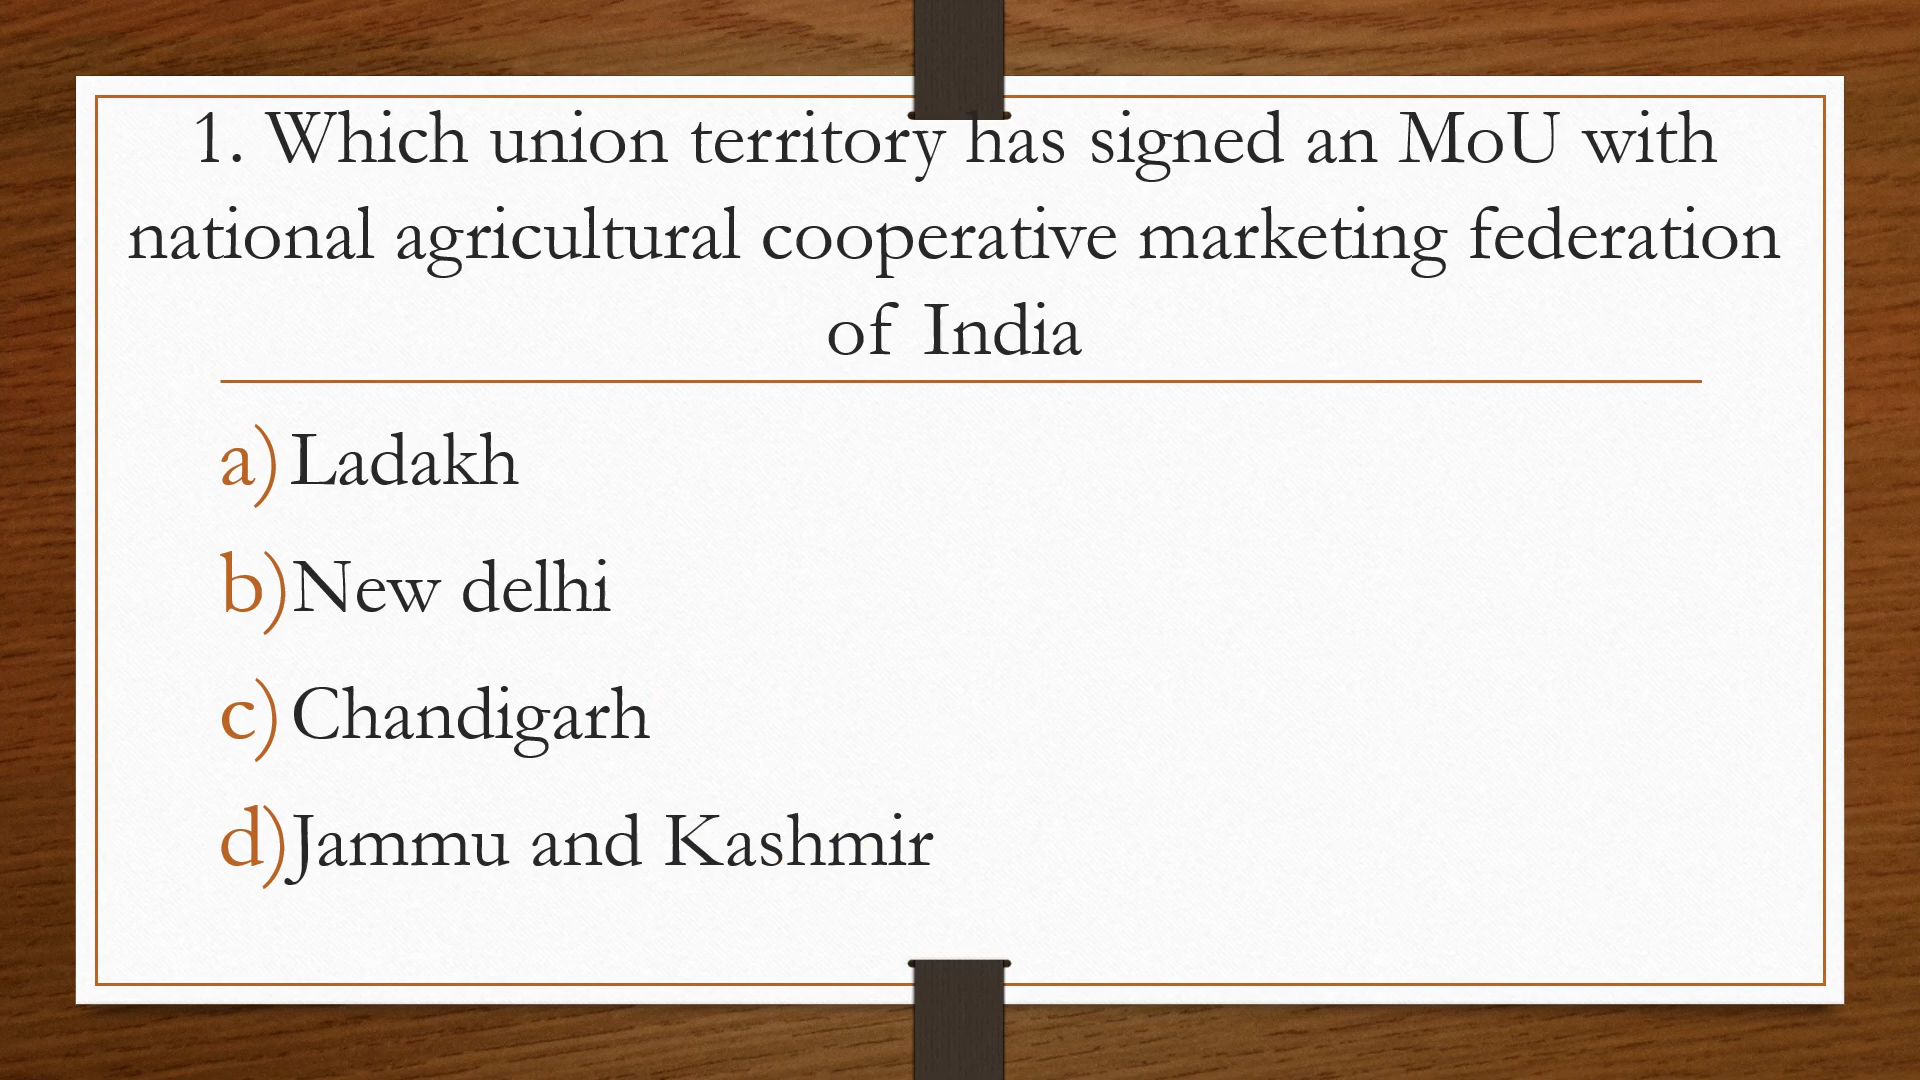 1. Which union territory has signed an MoU with
national agricultural cooperative marketing federation
of India
a) Ladakh
b) New delhi
c) Chandigarh
d) Jammu and Kashmir